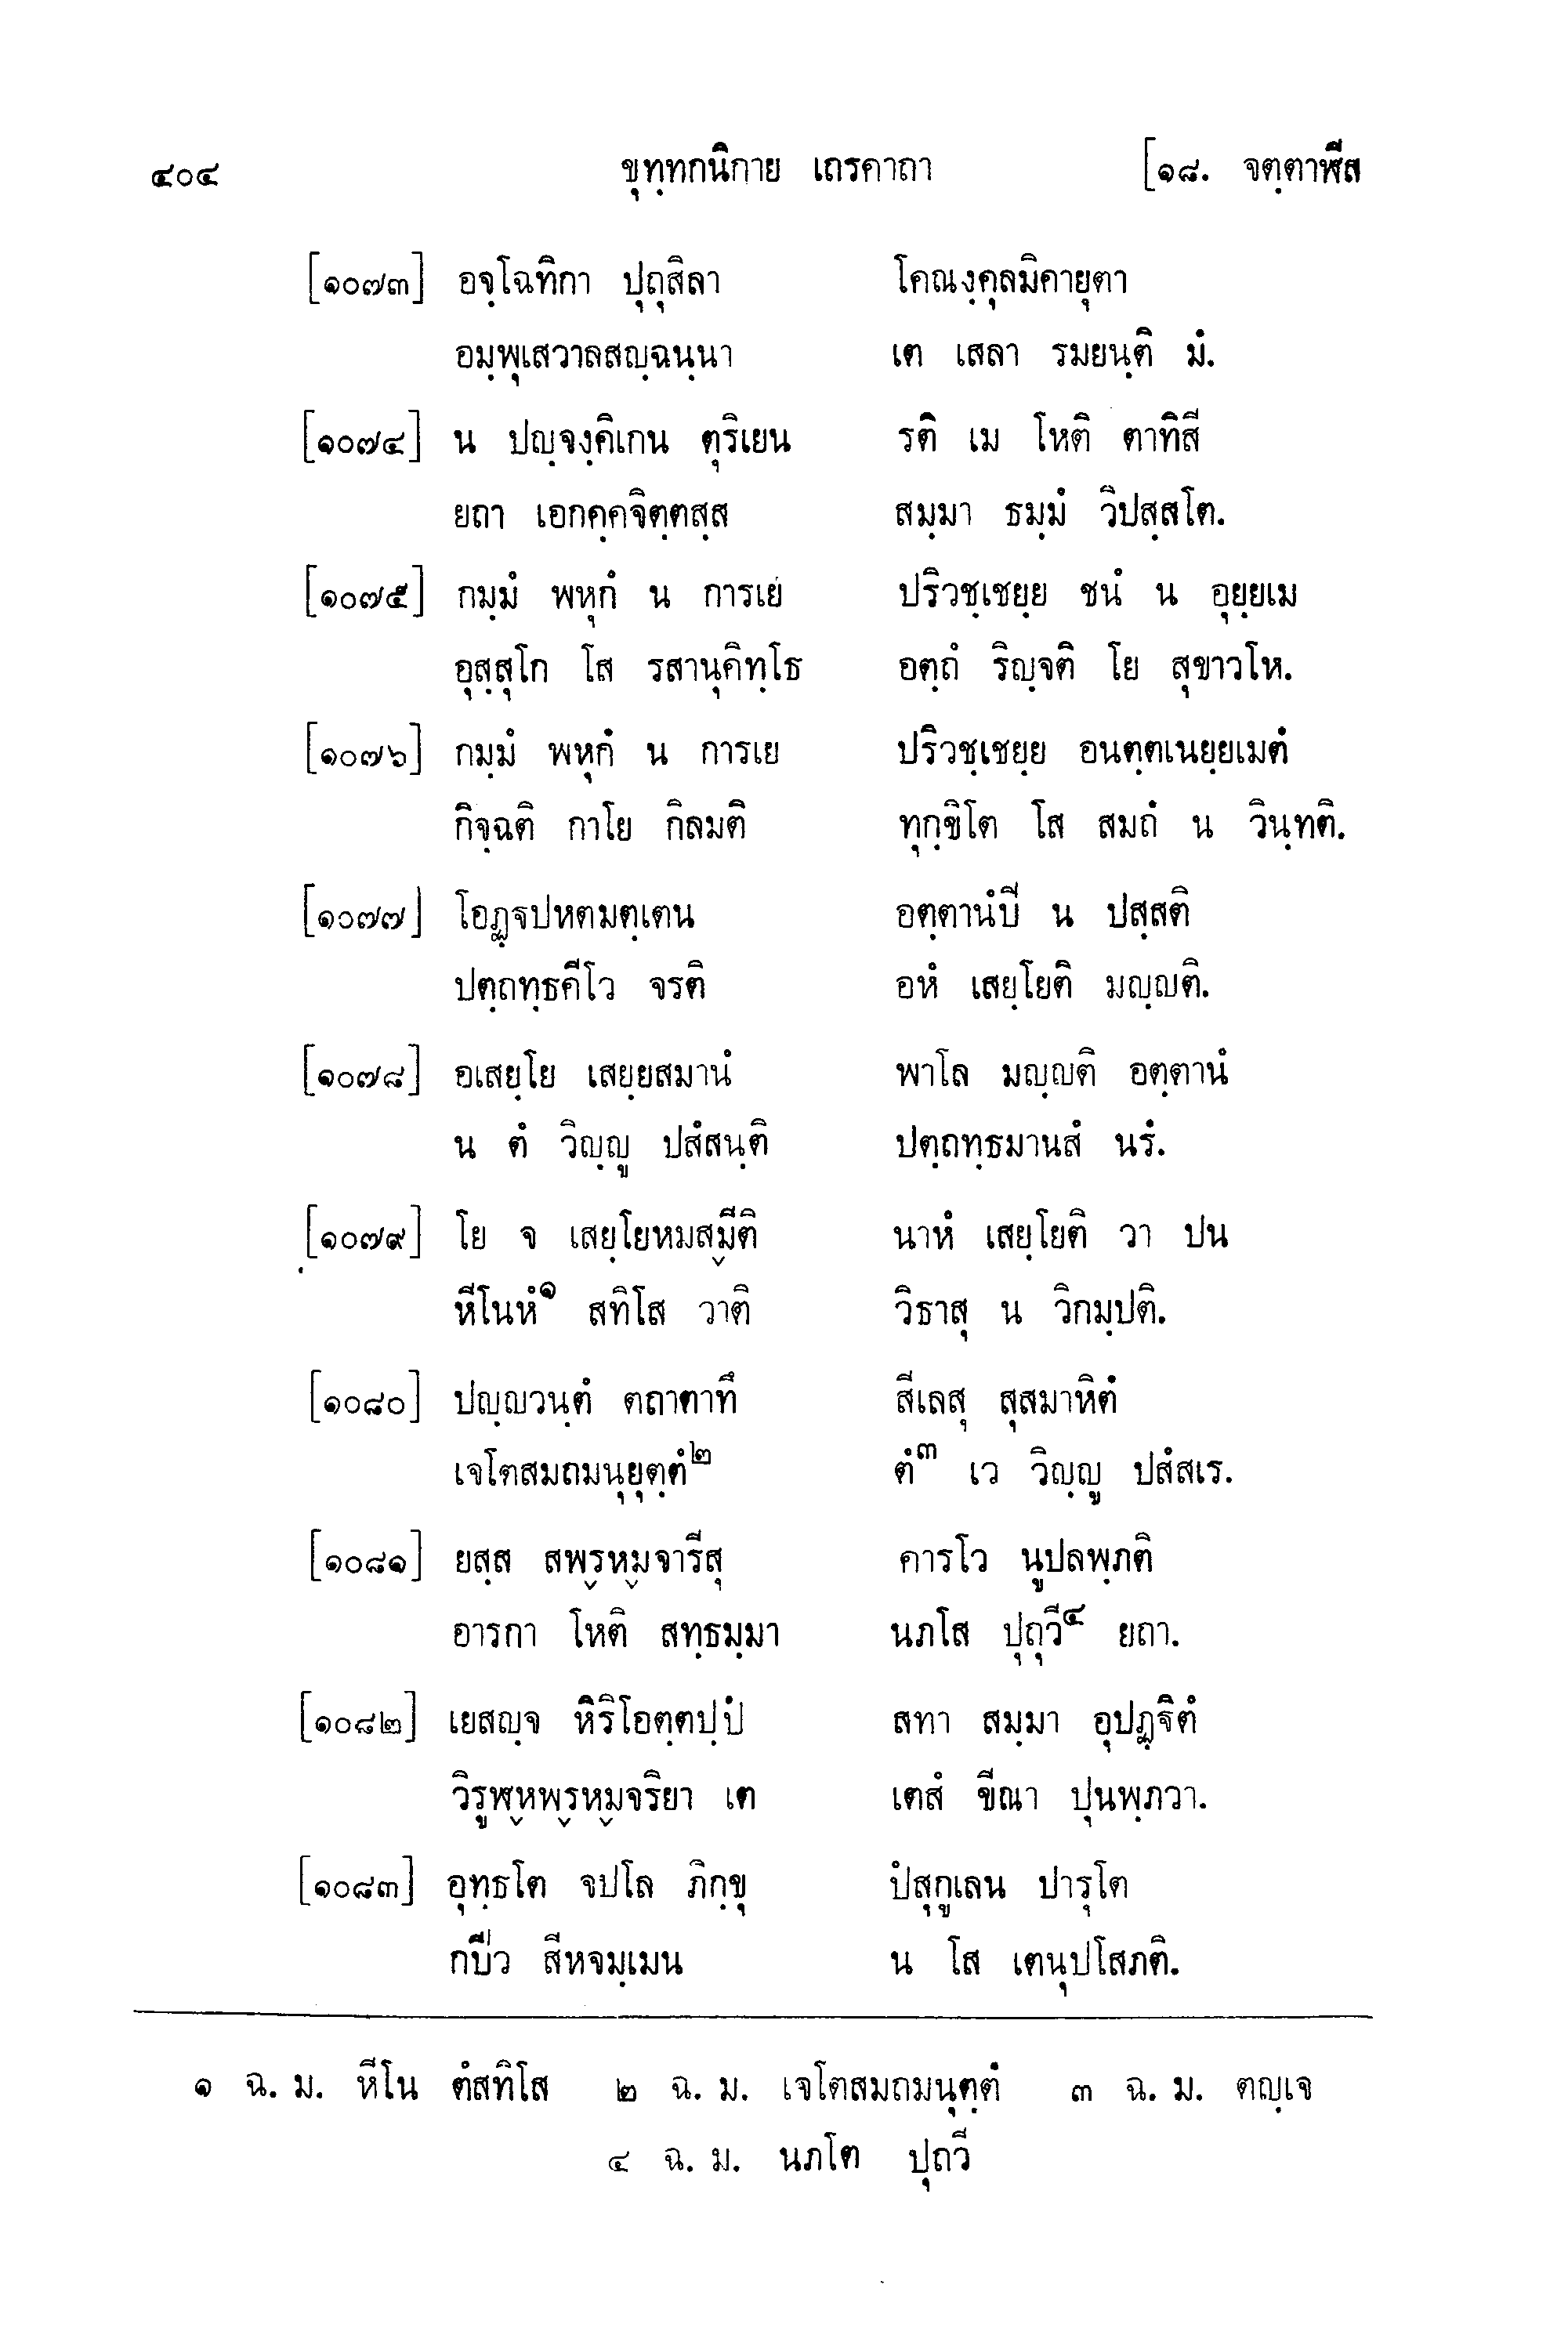 ๔๐๔ ขุทฺทกนิกาย เถรคาถา [๑๘. จตฺตาฬีส
[๑๐๗๓] อจฺโฉทิกา ปุถุสิลา โคณงฺคุลมิคายุตา
อมฺพุเสวาลสญฺฉนฺนา เต เสลา รมยนฺติ มํ.
[๑๐๗๔] น ปญฺจงฺคิเกน ตุริเยน รติ เม โหติ ตาทิสี
ยถา เอกคฺคจิตฺตสฺส สมฺมา ธมฺมํ วิปสฺสโต.
[๑๐๗๕] กมฺมํ พหุกํ น การเย ปริวชฺเชยฺย ชนํ น อุยฺยเม
อุสฺสุโก โส รสานุคิทฺโธ อตฺถํ ริญฺจติ โย สุขาวโห.
[๑๐๗๖] กมฺมํ พหุกํ น การเย ปริวชฺเชยฺย อนตฺตเนยฺยเมตํ
กิจฺฉติ กาโย กิลมติ ทุกฺขิโต โส สมถํ น วินฺทติ.
[๑๐๗๗] โอฏฺฐปหตมตฺเตน อตฺตานํปี น ปสฺสติ
ปตฺถทฺธคีโว จรติ อหํ เสยฺโยติ มญฺญติ.
[๑๐๗๘] อเสยฺโย เสยฺยสมานํ พาโล มญฺญติ อตฺตานํ
น ตํ วิญฺญู ปสํสนฺติ ปตฺถทฺธมานสํ นรํ.
[๑๐๗๙] โย จ เสยฺโยหมสฺมีติ นาหํ เสยฺโยติ วา ปน
หีโนหํ๑ สทิโส วาติ วิธาสุ น วิกมฺปติ.
[๑๐๘๐] ปญฺญวนฺตํ ตถาตาทึ สีเลสุ สุสมาหิตํ
เจโตสมถมนุยุตฺตํ๒ ตํ๓ เว วิญฺญู ปสํสเร.
[๑๐๘๑] ยสฺส สพฺรหฺมจารีสุ คารโว นูปลพฺภติ
อารกา โหติ สทฺธมฺมา นภโส ปุถุวี๔ ยถา.
[๑๐๘๒] เยสญฺจ หิริโอตฺตปฺปํ สทา สมฺมา อุปฏฺฐิตํ
วิรูฬฺหพฺรหฺมจริยา เต เตสํ ขีณา ปุนพฺภวา.
[๑๐๘๓] อุทฺธโต จปโล ภิกฺขุ ปํสุกูเลน ปารุโต
กปีว สีหจมฺเมน น โส เตนุปโสภติ.
๑ ฉ. ม. หีโน ตํสทิโส ๒ ฉ. ม. เจโตสมถมนุตฺตํ ๓ ฉ. ม. ตญฺเจ
๔ ฉ. ม. นภโต ปุถวี